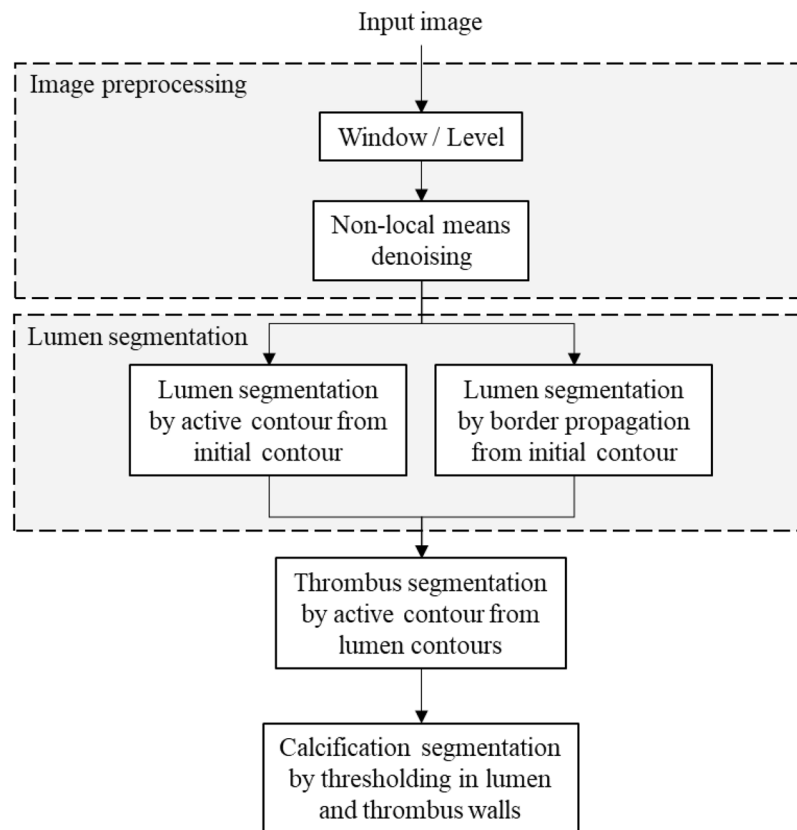 Input image
Image preprocessing
Window / Level
Non-local means
denoising
Lumen segmentation
Lumen segmentation
by active contour from
initial contour
Lumen segmentation
by border propagation
from initial contour
Thrombus segmentation
by active contour from
lumen contours
Calcification segmentation
by thresholding in lumen
and thrombus walls